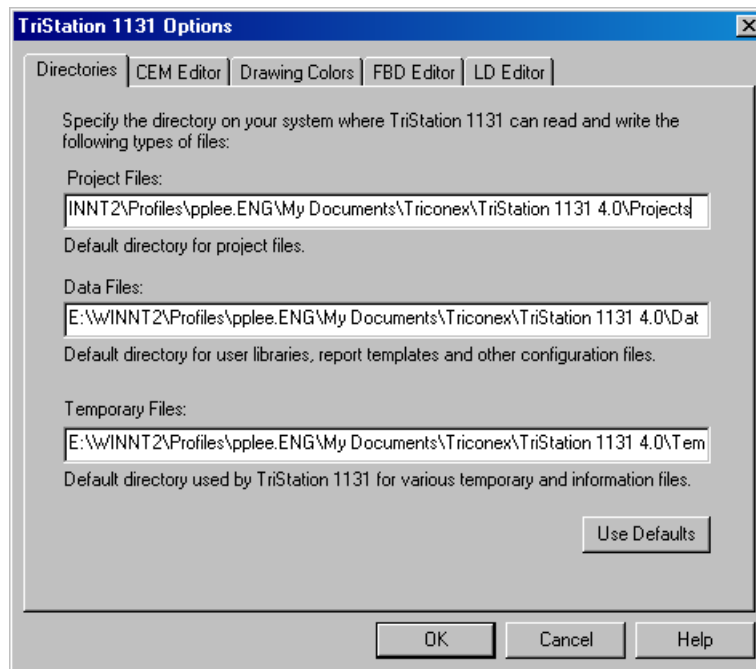 TriStation 1131 Options
Directories
CEM Editor
Drawing Colors
FBD Editor
LD Editor
Specify the directory on your system where TriStation 1131 can read and write the
following types of files:
Project Files:
INNT2\Profiles\pplee.ENG\My Documents\Triconex\TriStation 1131 4.0\Projects
Default directory for project files.
Data Files:
E:\WINNT2\Profiles\pplee.ENG\My Documents\Triconex\TriStation 1131 4.0\Dat
Default directory for user libraries, report templates and other configuration files.
Temporary Files:
E:\WINNT2\Profiles\pplee.ENG\My Documents\Triconex\TriStation 1131 4.0\Tem
Default directory used by TriStation 1131 for various temporary and information files.
Use Defaults
OK
Cancel
Help